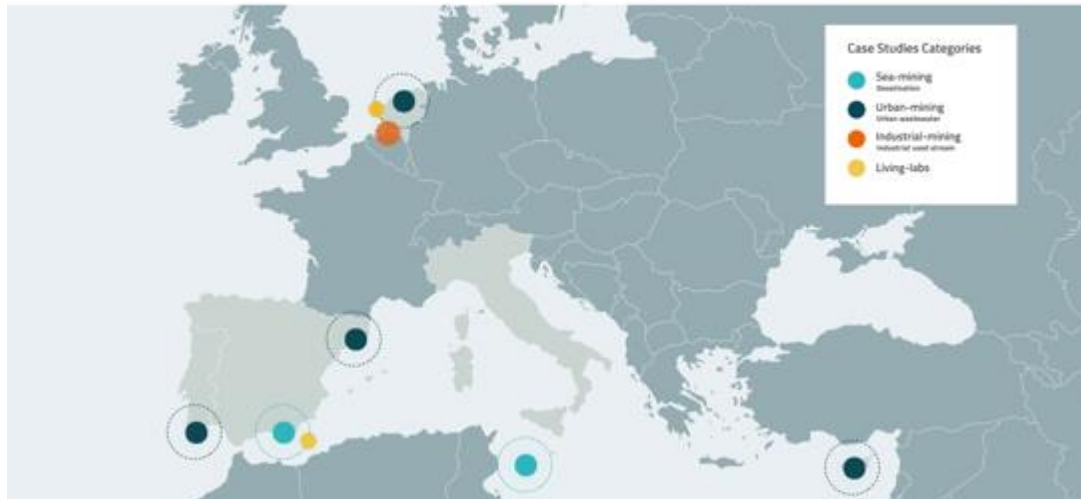 Case Studies Categories
Sea-mining
Desalination
Urban-mining
Urban wastewater
Industrial-mining
Industrial used stream
Living-labs